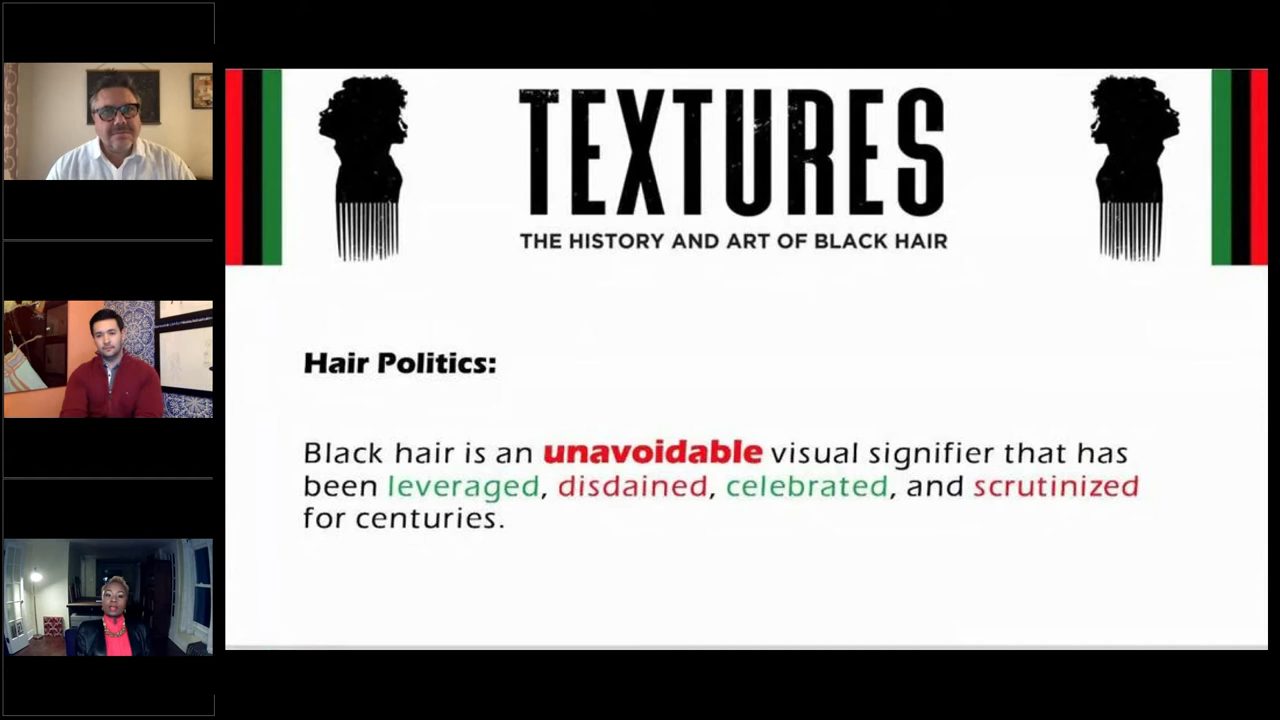 TEXTURES
THE HISTORY AND ART OF BLACK HAIR
Hair Politics:
Black hair is an unavoidable visual signifier that has
been leveraged, disdained, celebrated, and scrutinized
for centuries.